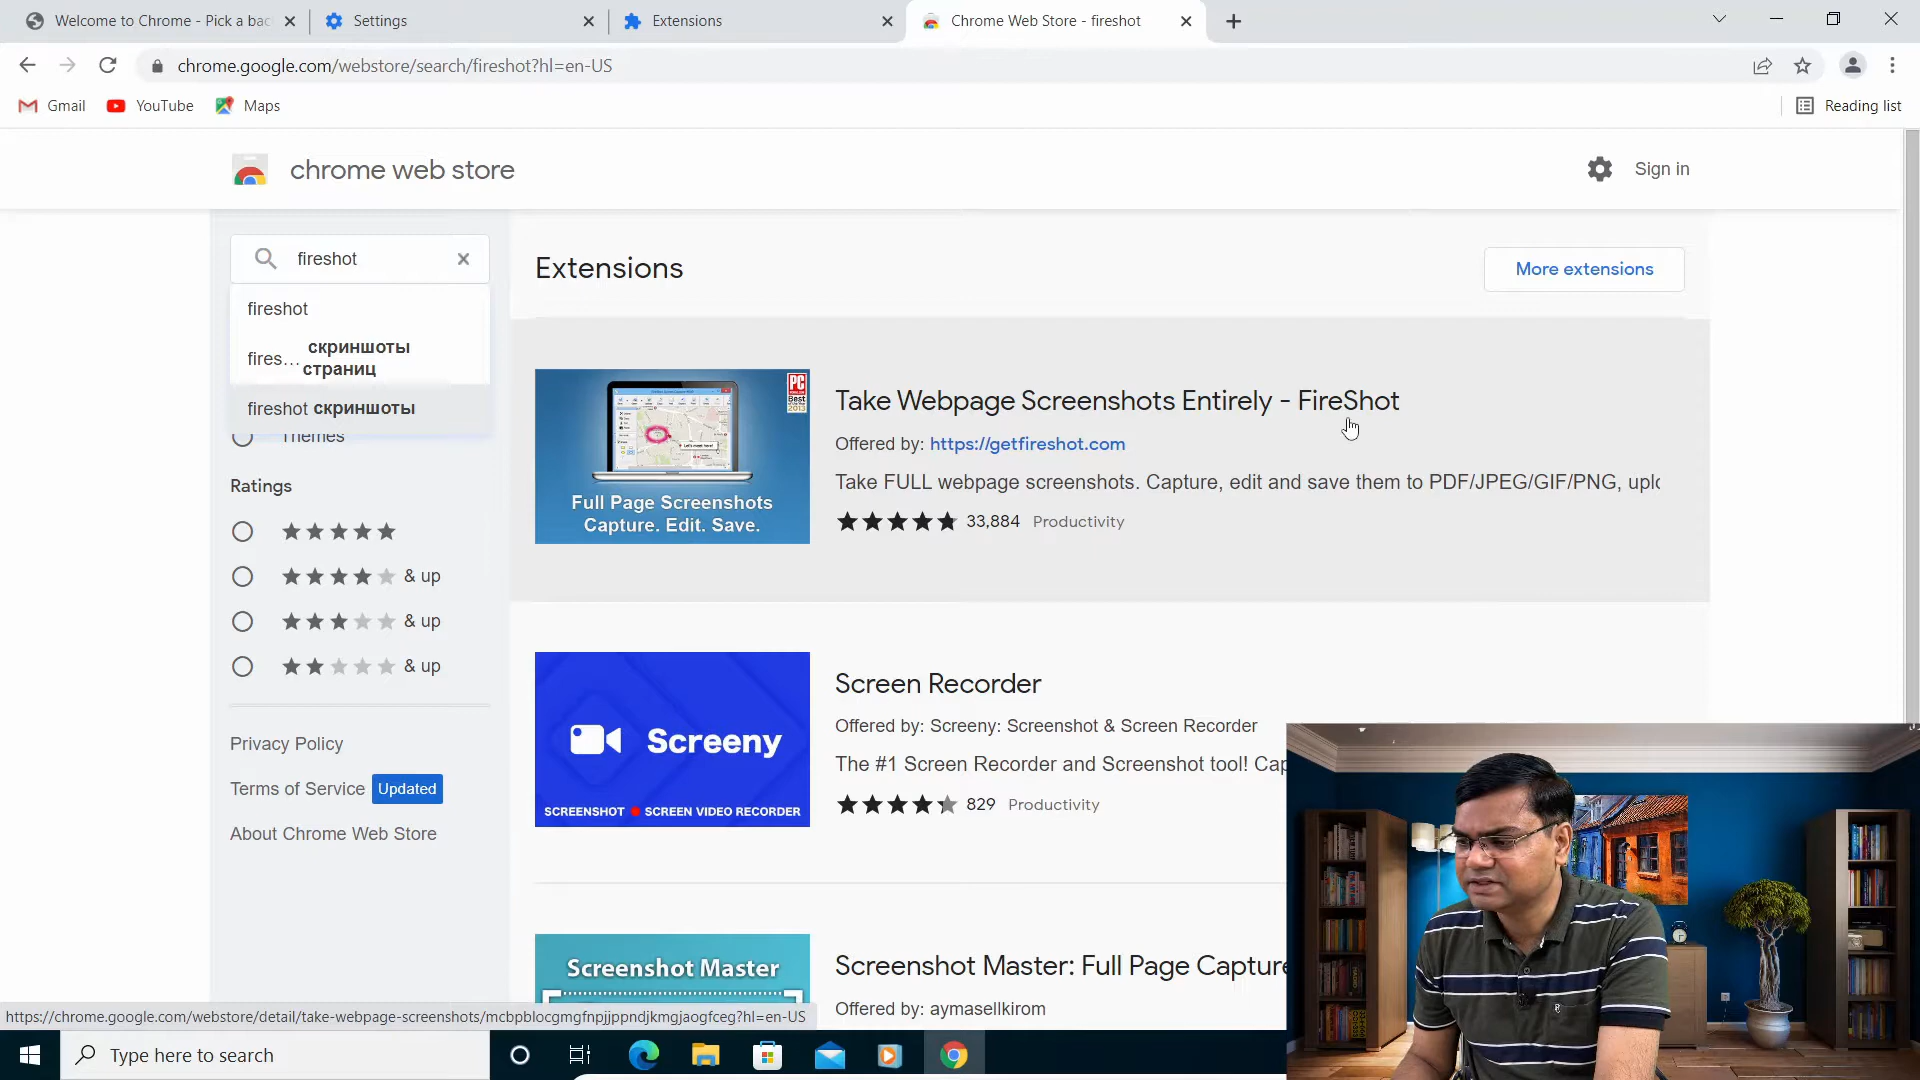 Welcome to Chrome - Pick a bac
Settings
Extensions
Chrome Web Store - fireshot
chrome.google.com/webstore/search/fireshot?hl=en-US
Gmail
YouTube
Maps
Reading list
chrome web store
Sign in
fireshot
fireshot
fires... скриншоты
страниц
fireshot скриншоты
Themes
Ratings
& up
& up
& up
Privacy Policy
Terms of Service Updated
About Chrome Web Store
Extensions
More extensions
PC
Full Page Screenshots
Capture. Edit. Save.
Take Webpage Screenshots Entirely - FireShot
Offered by: https://getfireshot.com
Take FULL webpage screenshots. Capture, edit and save them to PDF/JPEG/GIF/PNG, uplo
33,884 Productivity
Screeny
SCREENSHOT SCREEN VIDEO RECORDER
Screen Recorder
Offered by: Screeny: Screenshot & Screen Recorder
The #1 Screen Recorder and Screenshot tool! Cap
829 Productivity
Screenshot Master
Screenshot Master: Full Page Capture
Offered by: aymasellkirom
https://chrome.google.com/webstore/detail/take-webpage-screenshots/mcbpblocgmgfnpjjppndjkmgjaogfceg?hl=en-US
Type here to search